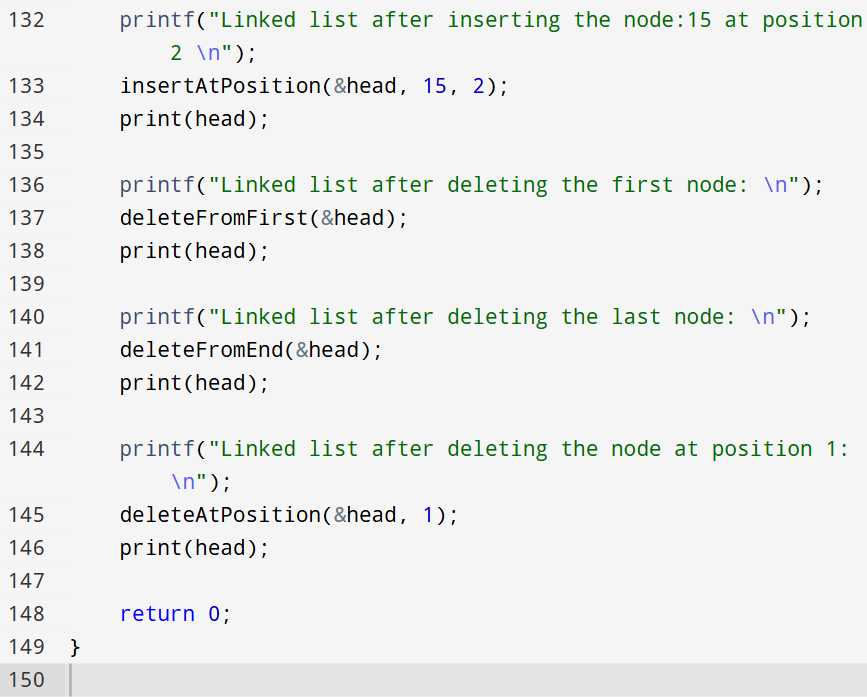 132 printf("Linked list after inserting the node:15 at position
2 \n");
133 insertAtPosition(&head, 15, 2);
134 print(head);
135
136 printf("Linked list after deleting the first node: \n");
137 deleteFromFirst(&head);
138 print(head);
139
140 printf("Linked list after deleting the last node: \n");
141 deleteFromEnd(&head);
142 print(head);
143
144 printf("Linked list after deleting the node at position 1:
\n");
145 deleteAtPosition(&head, 1);
146 print(head);
147
148 return 0;
149 }
150